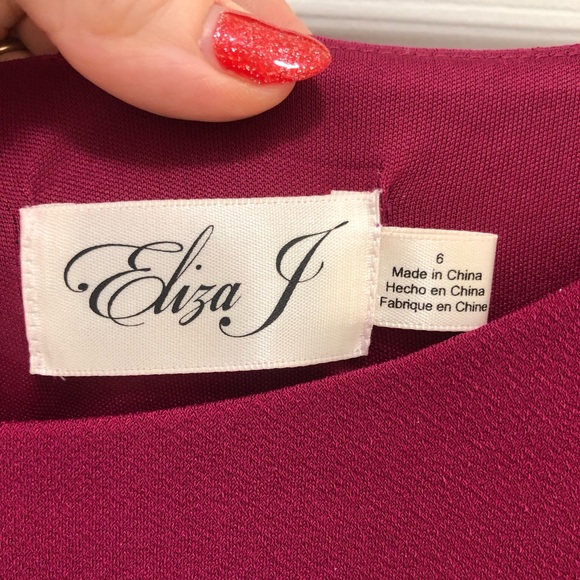 Eliza J
6
Made in China
Hecho en China
Fabrique en Chine